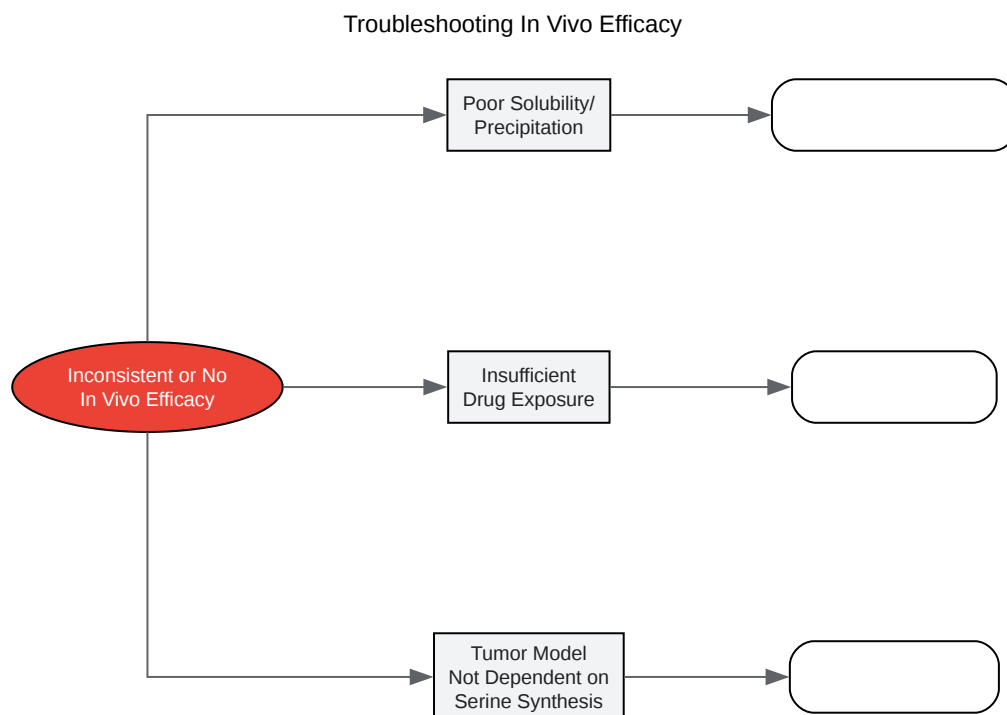 Troubleshooting In Vivo Efficacy
Poor Solubility/
Precipitation
Inconsistent or No
In Vivo Efficacy
Insufficient
Drug Exposure
Tumor Model
Not Dependent on
Serine Synthesis